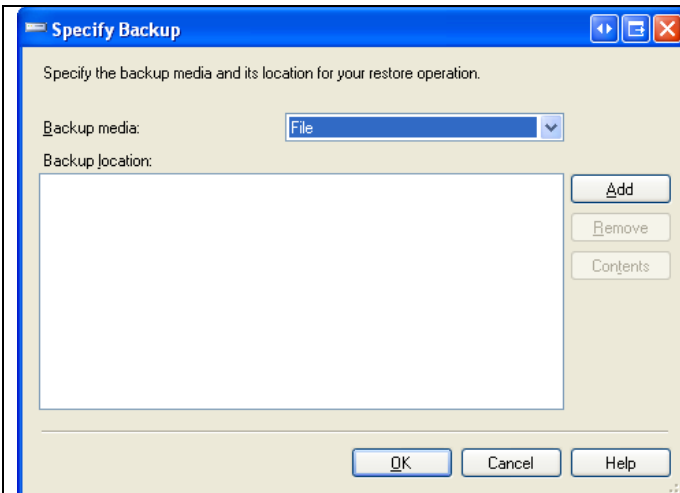 Specify Backup
Specify the backup media and its location for your restore operation.
Backup media: File
Backup location:
Add
Remove
Contents
OK Cancel Help